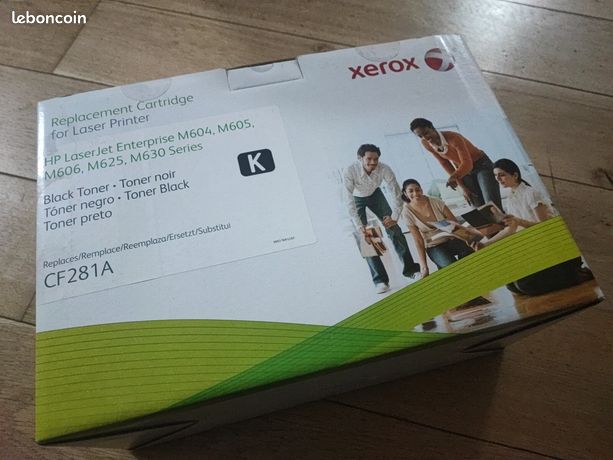 leboncoin
xerox
Replacement Cartridge
for Laser Printer
HP LaserJet Enterprise M604, M605,
M606, M625, M630 Series
K
Black Toner • Toner noir
Tóner negro • Toner Black
Toner preto
Replaces/Remplace/Reemplaza/Ersetzt/Substitui
CF281A